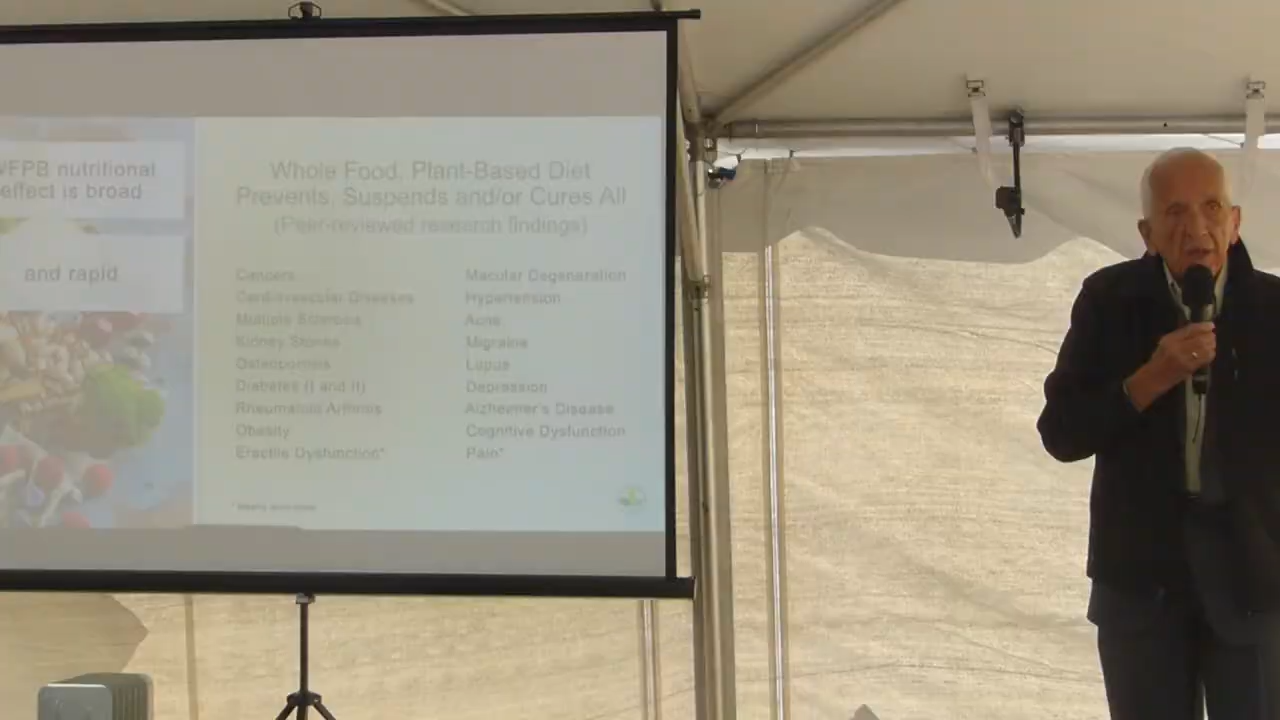 WFPB nutritional
effect is broad
and rapid
Whole Food, Plant-Based Diet
Prevents, Suspends and/or Cures All
(Peer-reviewed research findings)
Cancers
Cardiovascular Diseases
Multiple Sclerosis
Kidney Stones
Osteoporosis
Diabetes (I and II)
Rheumatoid Arthritis
Obesity
Erectile Dysfunction*
Macular Degeneration
Hypertension
Acne
Migraine
Lupus
Depression
Alzheimer's Disease
Cognitive Dysfunction
Pain*